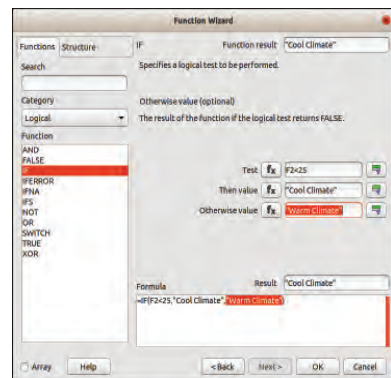 Function Wizard
Functions Structure IF Function result "Cool Climate"
Search Specifies a logical test to be performed.
Category Otherwise value (optional)
Logical The result of the function if the logical test returns FALSE.
Function
AND
FALSE
IF
IFERROR
IFNA
IFS
NOT
OR
SWITCH
TRUE
XOR
Test fx F2<25
Then value fx "Cool Climate"
Otherwise value fx "Warm Climate"
Formula Result "Cool Climate"
=IF(F2<25,"Cool Climate","Warm Climate")
Array Help < Back Next > OK Cancel